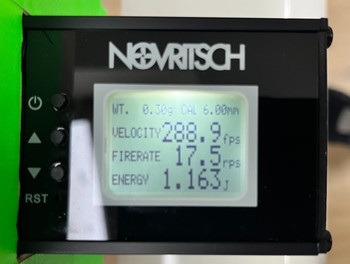 NOVRITSCH
WT. 0.30g CAL 6.00mm
VELOCITY 288.9 fps
FIRERATE 17.5 rps
ENERGY 1.163 J
RST